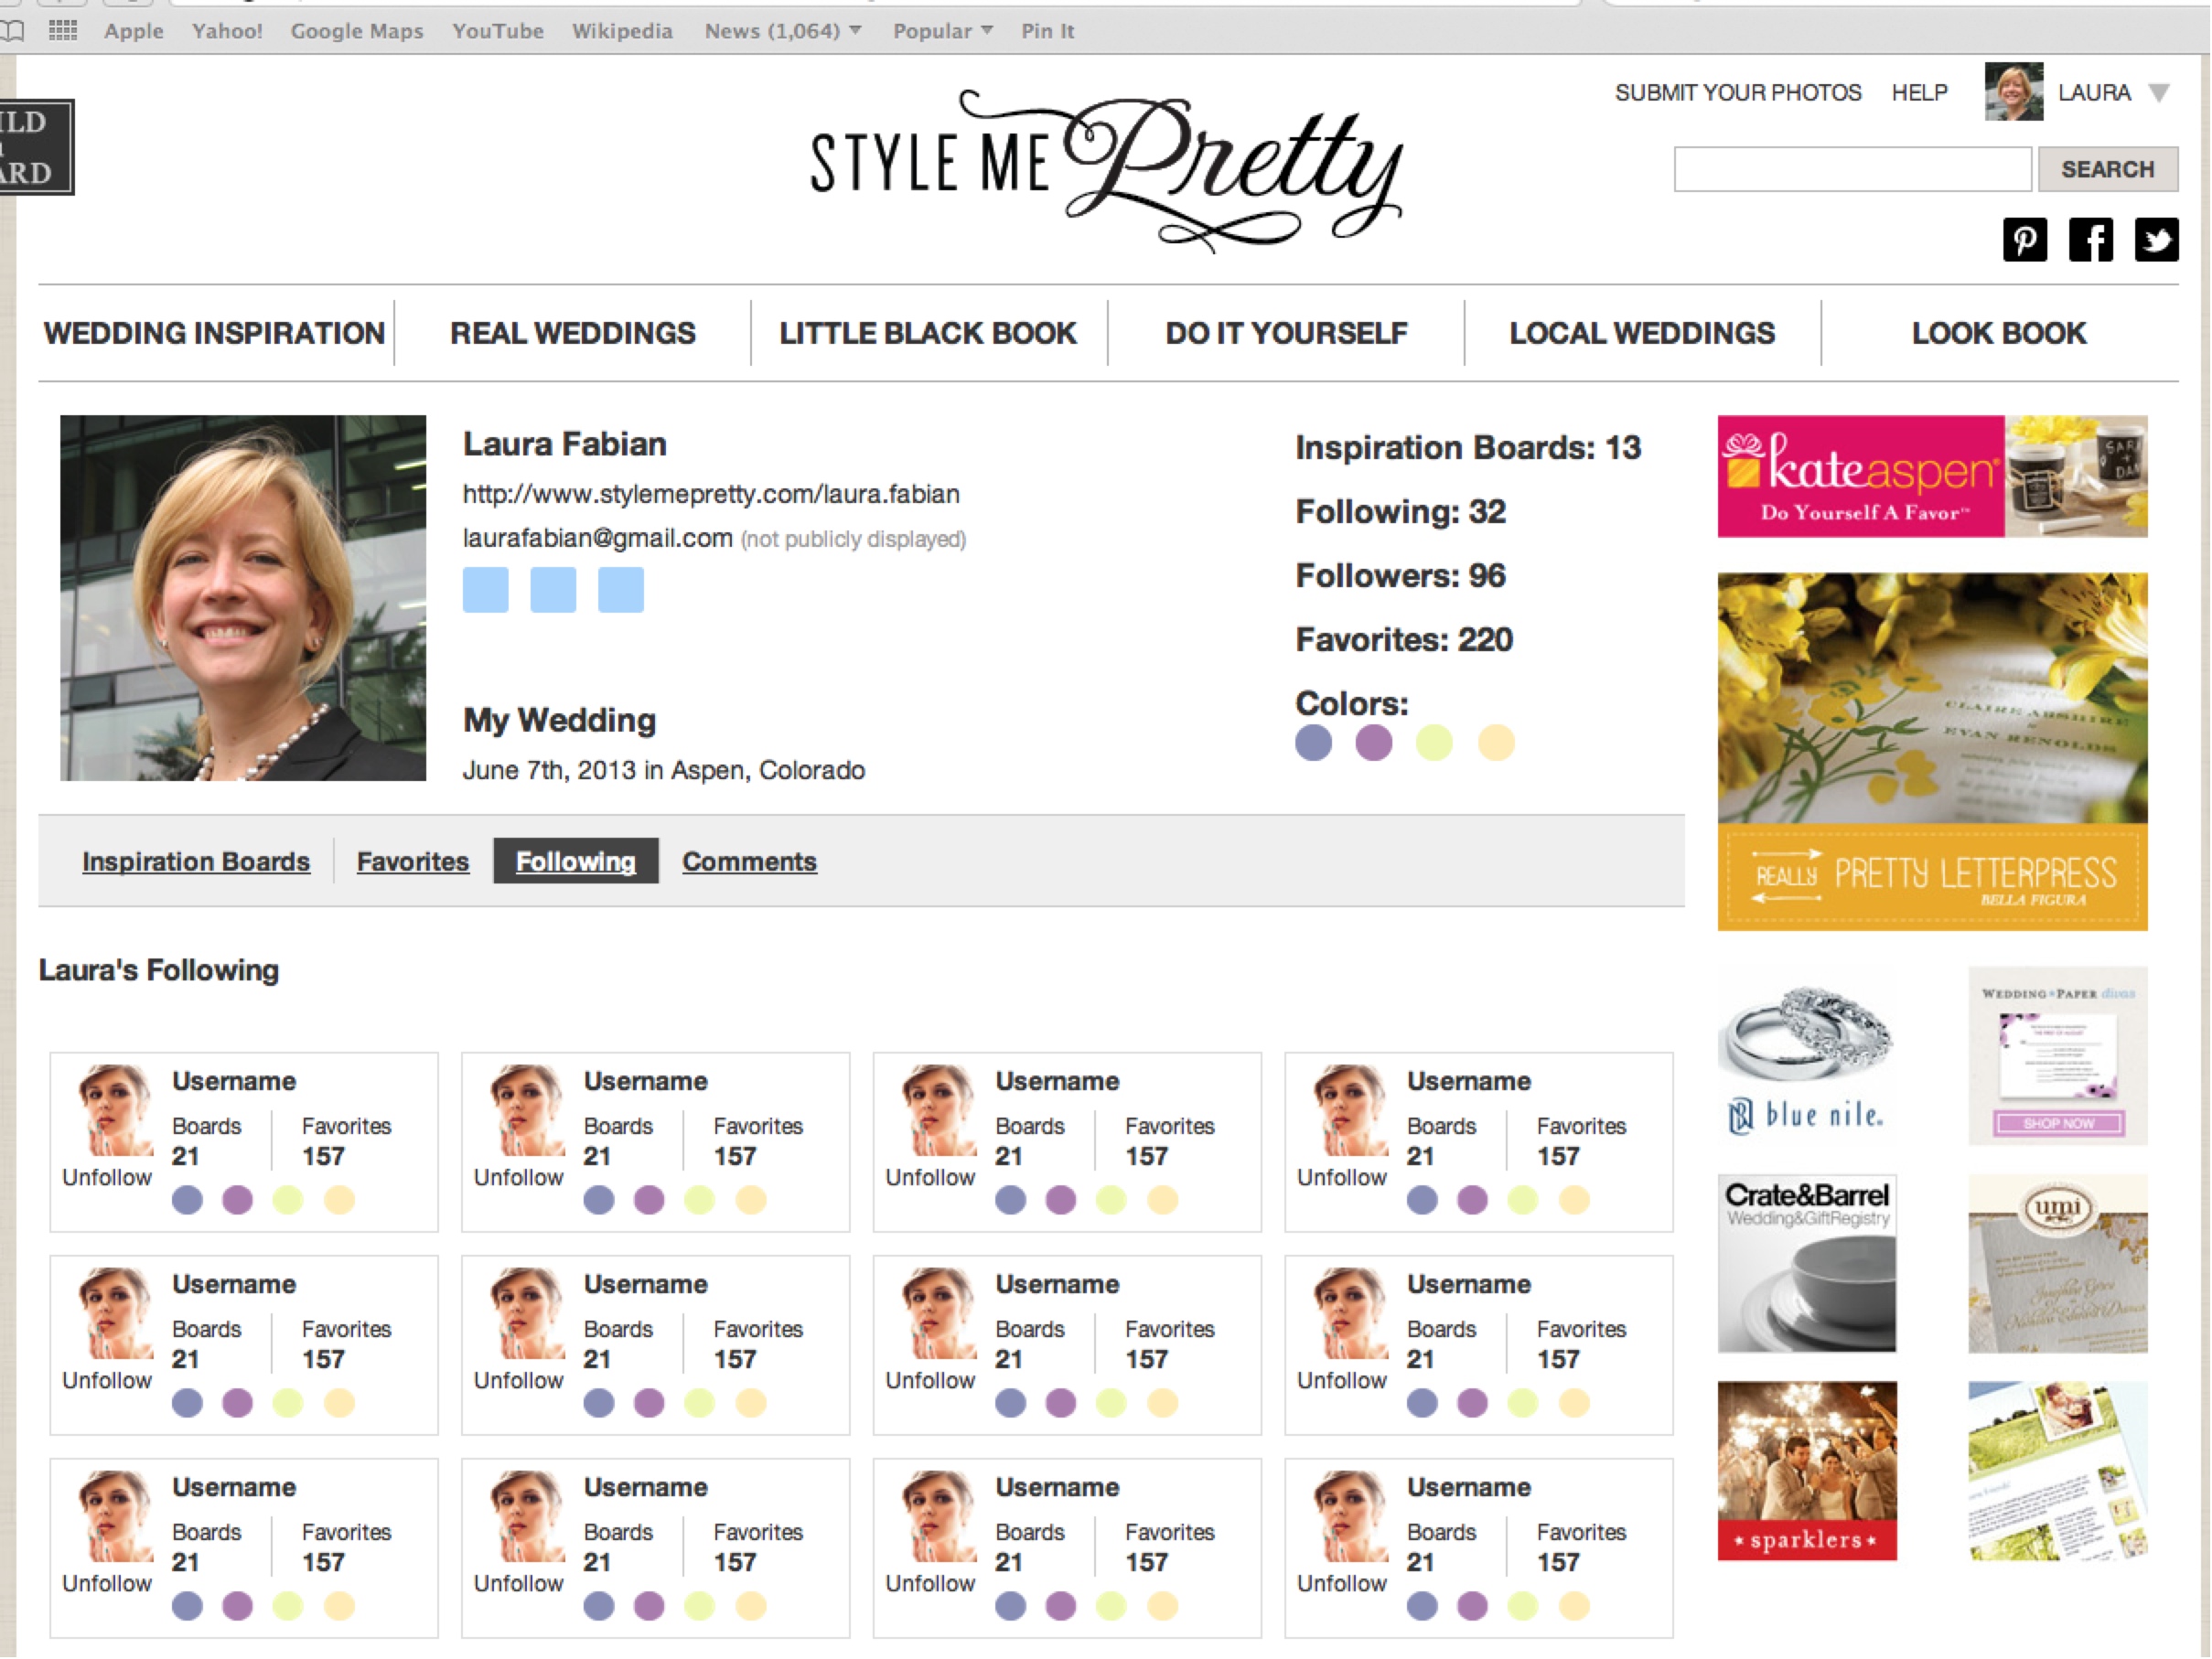 Apple Yahoo! Google Maps YouTube Wikipedia News (1,064) Popular Pin It
SUBMIT YOUR PHOTOS HELP LAURA
ILD
ARD
STYLE ME Pretty
SEARCH
WEDDING INSPIRATION REAL WEDDINGS LITTLE BLACK BOOK DO IT YOURSELF LOCAL WEDDINGS LOOK BOOK
Laura Fabian
http://www.stylemepretty.com/laura.fabian
laurafabian@gmail.com (not publicly displayed)
My Wedding
June 7th, 2013 in Aspen, Colorado
Inspiration Boards: 13
Following: 32
Followers: 96
Favorites: 220
Colors:
kateaspen®
Do Yourself A Favor™
SARA
+
DAN
CLAIRE ABSHIRE
EVAN RENOLDS
REALLY PRETTY LETTERPRESS
BELLA FIGURA
Inspiration Boards Favorites Following Comments
Laura's Following
Username Username Username Username
Boards Favorites Boards Favorites Boards Favorites Boards Favorites
21 157 21 157 21 157 21 157
Unfollow Unfollow Unfollow Unfollow
Username Username Username Username
Boards Favorites Boards Favorites Boards Favorites Boards Favorites
21 157 21 157 21 157 21 157
Unfollow Unfollow Unfollow Unfollow
Username Username Username Username
Boards Favorites Boards Favorites Boards Favorites Boards Favorites
21 157 21 157 21 157 21 157
Unfollow Unfollow Unfollow Unfollow
blue nile.
WEDDING PAPER divas
SHOP NOW
Crate&Barrel
Wedding&GiftRegistry
umi
sparklers